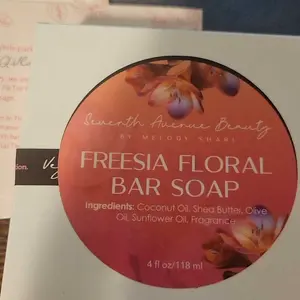 Seventh Avenue Beauty
BY MELODY SHARI
FREESIA FLORAL
BAR SOAP
Ingredients: Coconut Oil, Shea Butter, Olive
Oil, Sunflower Oil, Fragrance
4 fl oz/118 ml